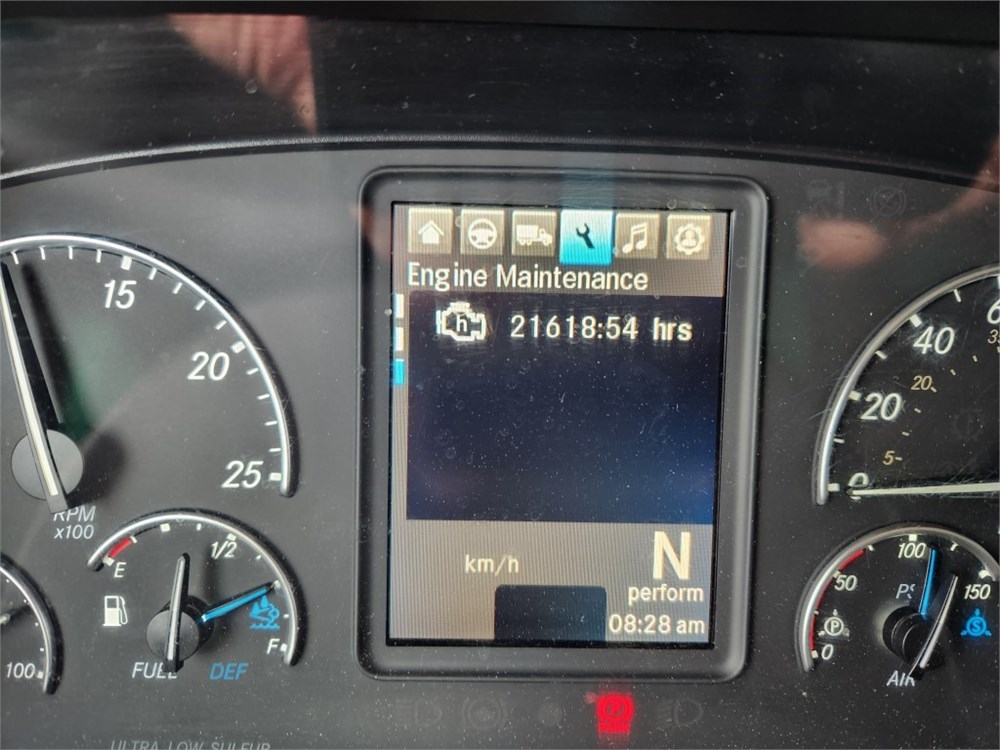 Engine Maintenance
h 21618:54 hrs
15
20
25
RPM
x100
40
20
20
5
0
km/h
N
perform
08:28 am
E
1/2
F
FUEL
DEF
100
50
100
150
0
P
S
AIR
ULTRA LOW SULFUR